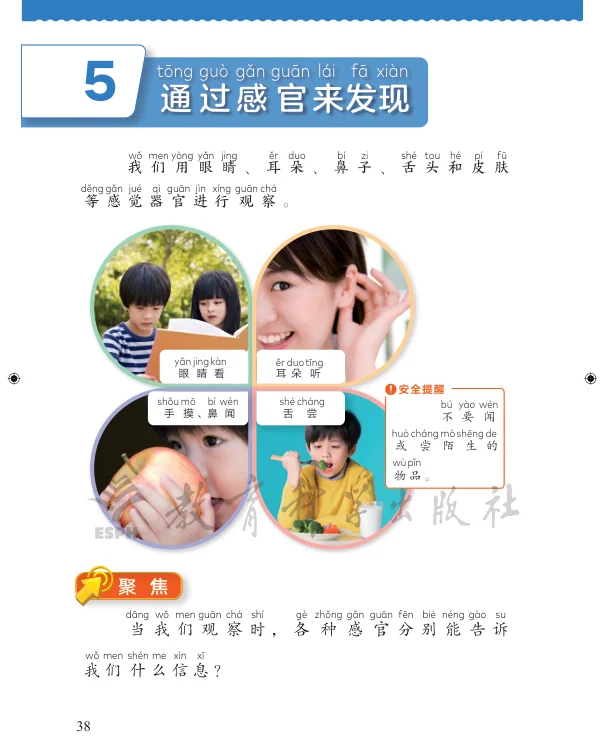 5
tōng guò gǎn guān lái fā xiàn
通过感官来发现
wǒ men yòng yǎn jing ěr duo bí zi shé tou hé pí fū
我们用眼睛、耳朵、鼻子、舌头和皮肤
děng gǎn jué qì guān jìn xíng guān chá
等感觉器官进行观察。
yǎn jing kàn
眼睛看
ěr duo tīng
耳朵听
shǒu mō bí wén
手摸、鼻闻
shé cháng
舌尝
安全提醒
bú yào wén
不要闻
huò cháng mò shēng de
或尝陌生的
wù pǐn
物品。
ESPH 教育科学出版社
聚焦
dāng wǒ men guān chá shí gè zhǒng gǎn guān fēn bié néng gào su
当我们观察时，各种感官分别能告诉
wǒ men shén me xìn xī
我们什么信息？
38